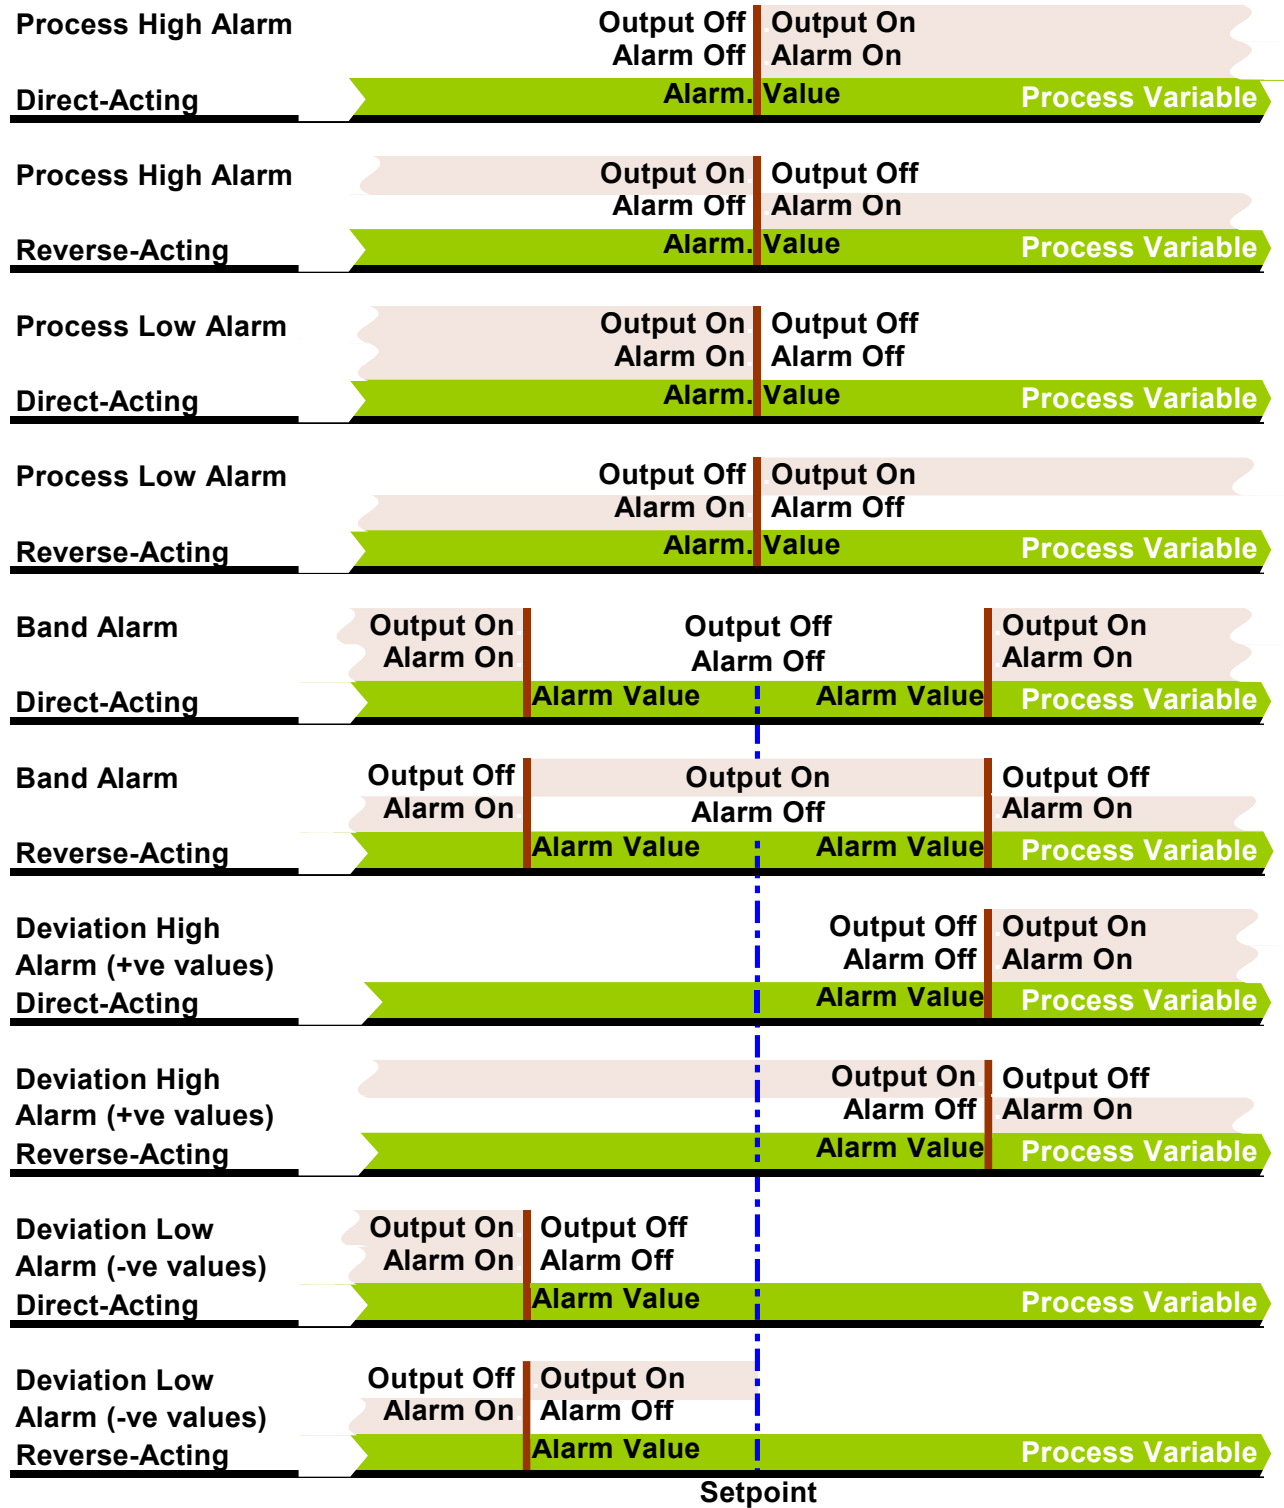 Process High Alarm Output Off Output On
Alarm Off Alarm On
Direct-Acting Alarm. Value Process Variable
Process High Alarm Output On Output Off
Alarm Off Alarm On
Reverse-Acting Alarm. Value Process Variable
Process Low Alarm Output On Output Off
Alarm On Alarm Off
Direct-Acting Alarm. Value Process Variable
Process Low Alarm Output Off Output On
Alarm On Alarm Off
Reverse-Acting Alarm. Value Process Variable
Band Alarm Output On Output Off Output On
Alarm On Alarm Off Alarm On
Direct-Acting Alarm Value Alarm Value Process Variable
Band Alarm Output Off Output On Output Off
Alarm On Alarm Off Alarm On
Reverse-Acting Alarm Value Alarm Value Process Variable
Deviation High Output Off Output On
Alarm (+ve values) Alarm Off Alarm On
Direct-Acting Alarm Value Process Variable
Deviation High Output On Output Off
Alarm (+ve values) Alarm Off Alarm On
Reverse-Acting Alarm Value Process Variable
Deviation Low Output On Output Off
Alarm (-ve values) Alarm On Alarm Off
Direct-Acting Alarm Value Process Variable
Deviation Low Output Off Output On
Alarm (-ve values) Alarm On Alarm Off
Reverse-Acting Alarm Value Process Variable
Setpoint